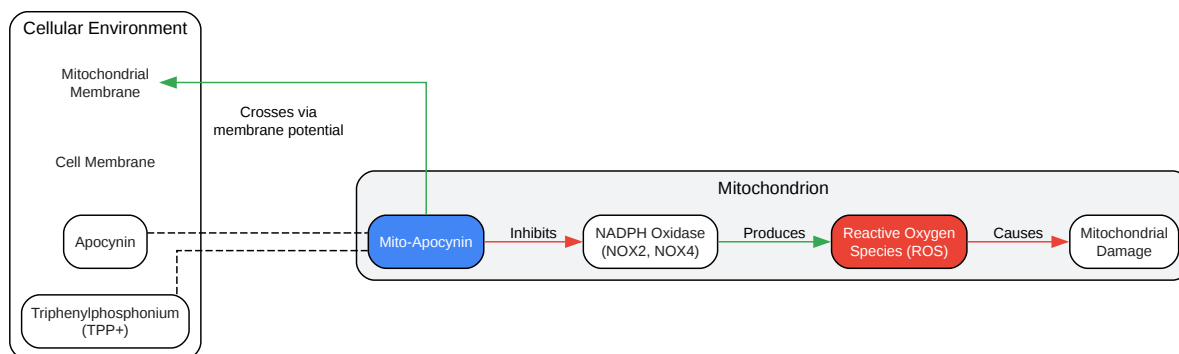 Cellular Environment
Mitochondrial
Membrane
Crosses via
membrane potential
Cell Membrane
Mitochondrion
Apocynin
Mito-Apocynin
Inhibits
NADPH Oxidase
(NOX2, NOX4)
Produces
Reactive Oxygen
Species (ROS)
Causes
Mitochondrial
Damage
Triphenylphosphonium
(TPP+)